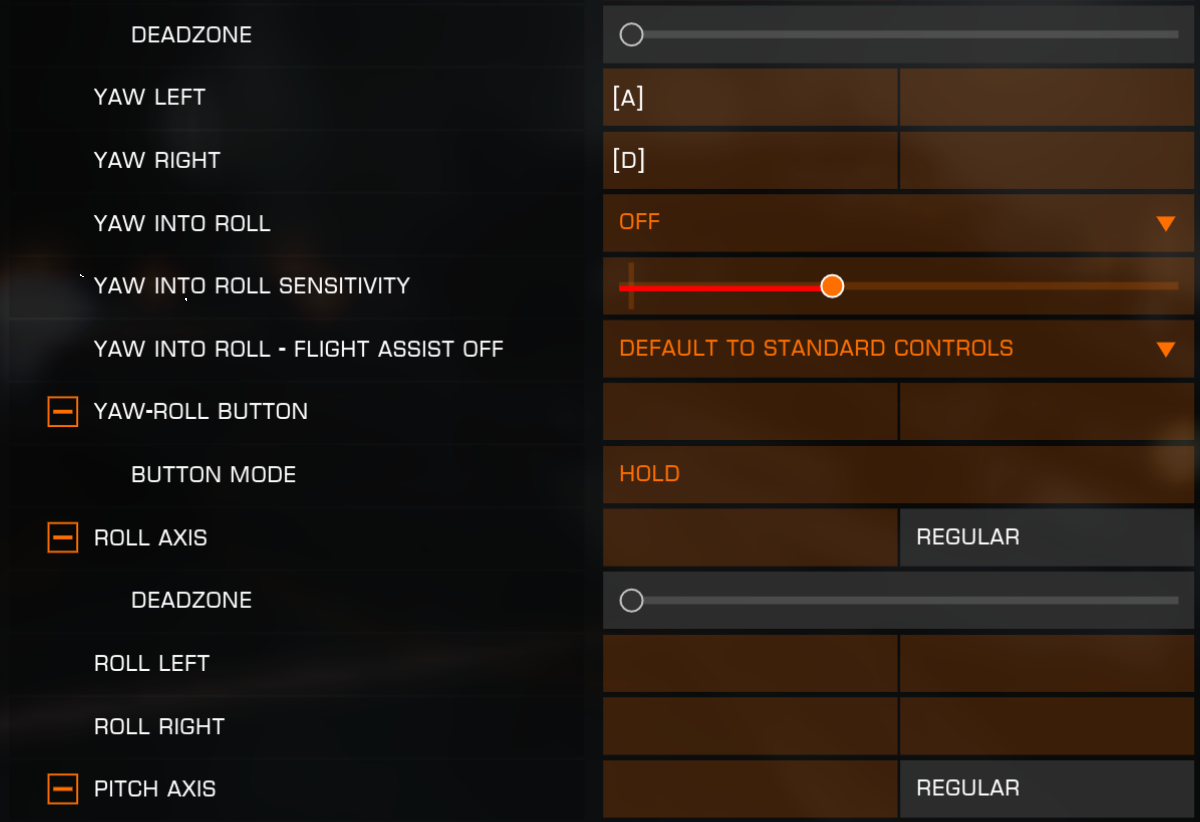 DEADZONE
YAW LEFT [A]
YAW RIGHT [D]
YAW INTO ROLL OFF
YAW INTO ROLL SENSITIVITY
YAW INTO ROLL - FLIGHT ASSIST OFF DEFAULT TO STANDARD CONTROLS
YAW-ROLL BUTTON
BUTTON MODE HOLD
ROLL AXIS REGULAR
DEADZONE
ROLL LEFT
ROLL RIGHT
PITCH AXIS REGULAR